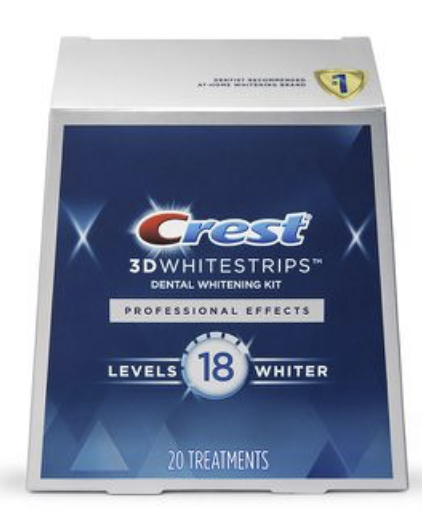 DENTIST RECOMMENDED
AT-HOME WHITENING BRAND
#1
Crest
3DWHITESTRIPS™
DENTAL WHITENING KIT
PROFESSIONAL EFFECTS
LEVELS 18 WHITER
20 TREATMENTS